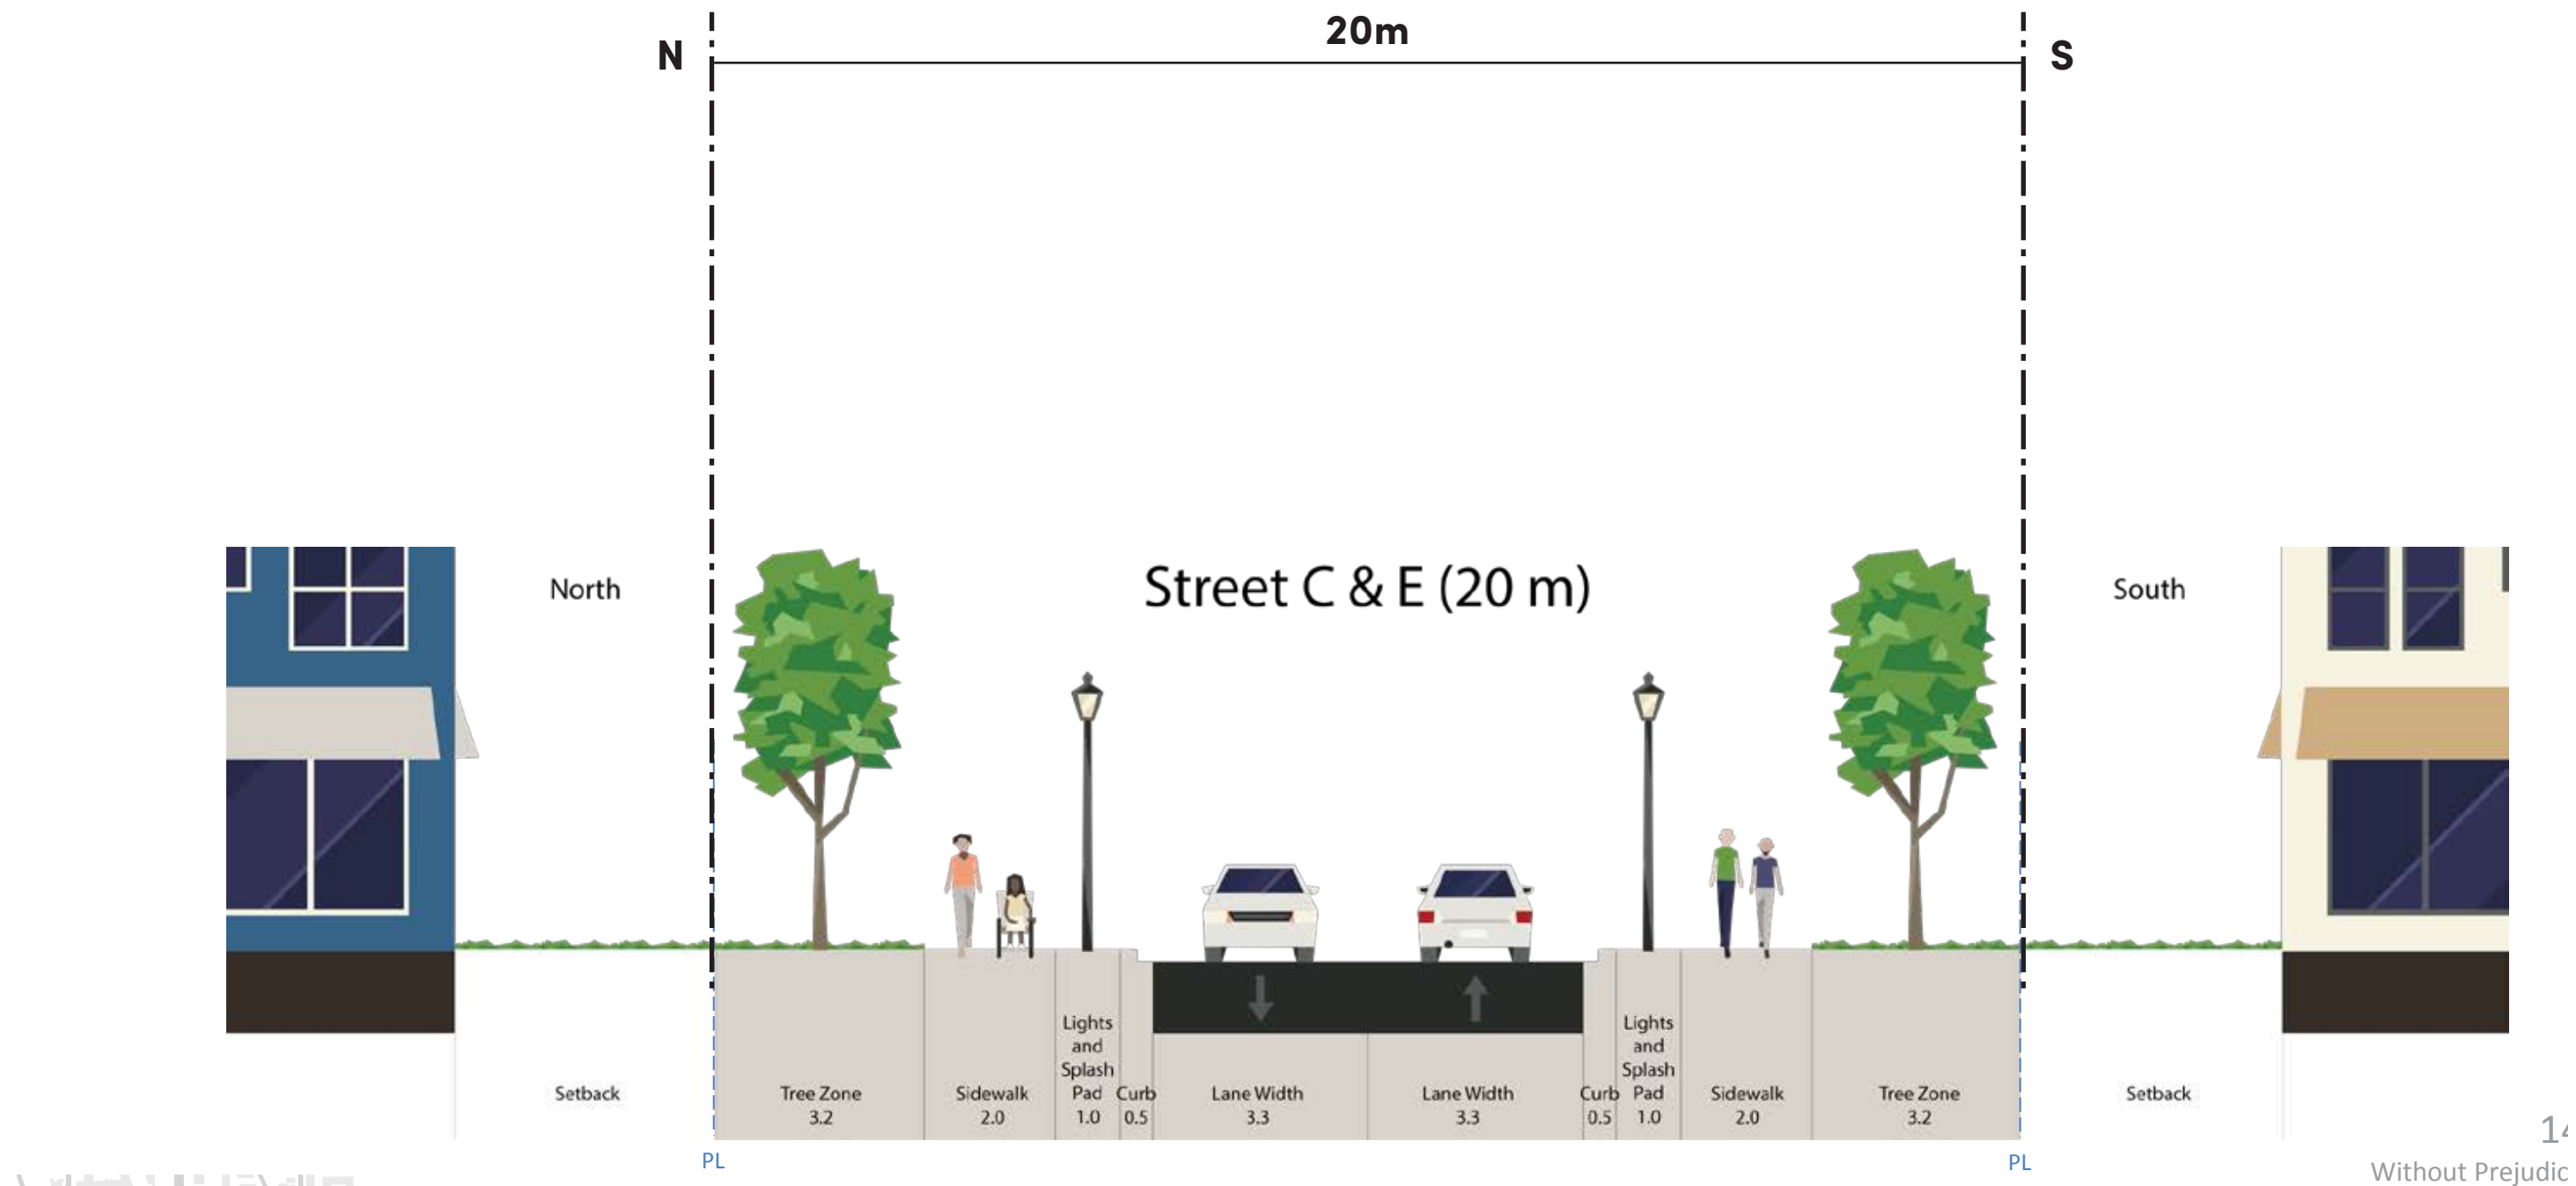 20m
N
S
North
Street C & E (20 m)
South
Setback
Tree Zone
3.2
Sidewalk
2.0
Lights
and
Splash
Pad
1.0
Curb
0.5
Lane Width
3.3
Lane Width
3.3
Curb
0.5
Lights
and
Splash
Pad
1.0
Sidewalk
2.0
Tree Zone
3.2
Setback
PL
PL
14
Without Prejudic